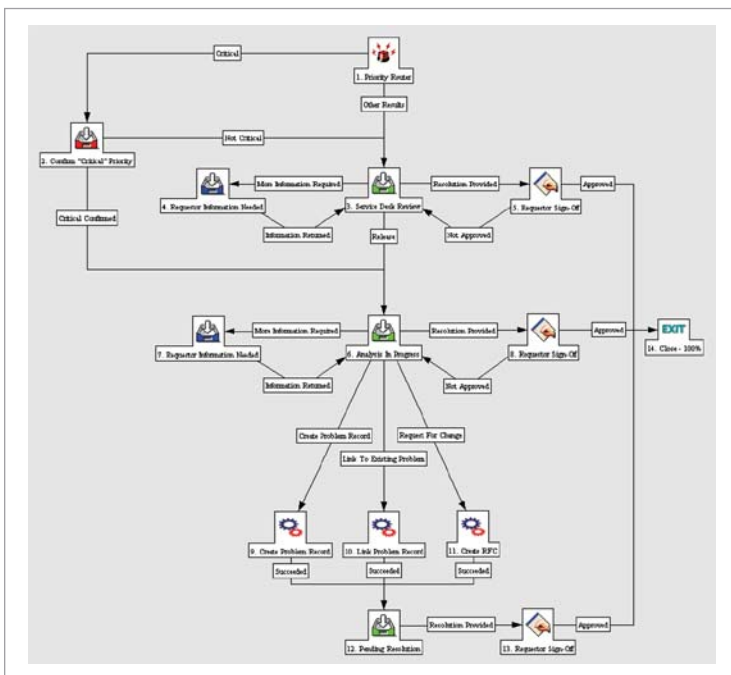 Critical
1. Priority Router
Other Results
Not Critical
2. Confirm "Critical" Priority
More Information Required
Resolution Provided
Approved
4. Requestor Information Needed
3. Service Desk Review
5. Requestor Sign-Off
Critical Confirmed
Information Returned
Release
Not Approved
More Information Required
Resolution Provided
Approved
EXIT
7. Requestor Information Needed
6. Analysis In Progress
8. Requestor Sign-Off
14. Close - 100%
Information Returned
Not Approved
Create Problem Record
Request For Change
Link To Existing Problem
9. Create Problem Record
10. Link Problem Record
11. Create RFC
Succeeded
Succeeded
Succeeded
Resolution Provided
Approved
12. Pending Resolution
13. Requestor Sign-Off